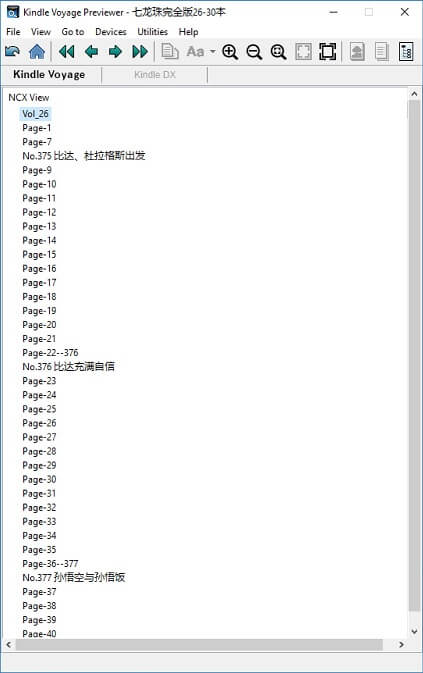 Kindle Voyage Previewer - 七龙珠完全版26-30本
File View Go to Devices Utilities Help
Aa
Kindle Voyage Kindle DX
NCX View
Vol_26
Page-1
Page-7
No.375 比达、杜拉格斯出发
Page-9
Page-10
Page-11
Page-12
Page-13
Page-14
Page-15
Page-16
Page-17
Page-18
Page-19
Page-20
Page-21
Page-22--376
No.376 比达充满自信
Page-23
Page-24
Page-25
Page-26
Page-27
Page-28
Page-29
Page-30
Page-31
Page-32
Page-33
Page-34
Page-35
Page-36--377
No.377 孙悟空与孙悟饭
Page-37
Page-38
Page-39
Page-40